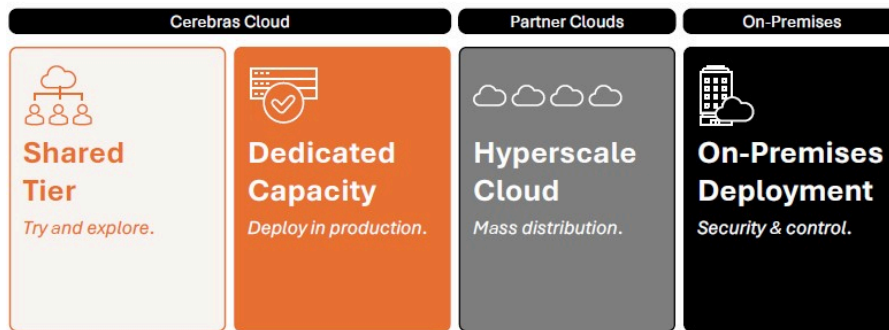 Cerebras Cloud
Partner Clouds
On-Premises
Shared
Tier
Try and explore.
Dedicated
Capacity
Deploy in production.
Hyperscale
Cloud
Mass distribution.
On-Premises
Deployment
Security & control.